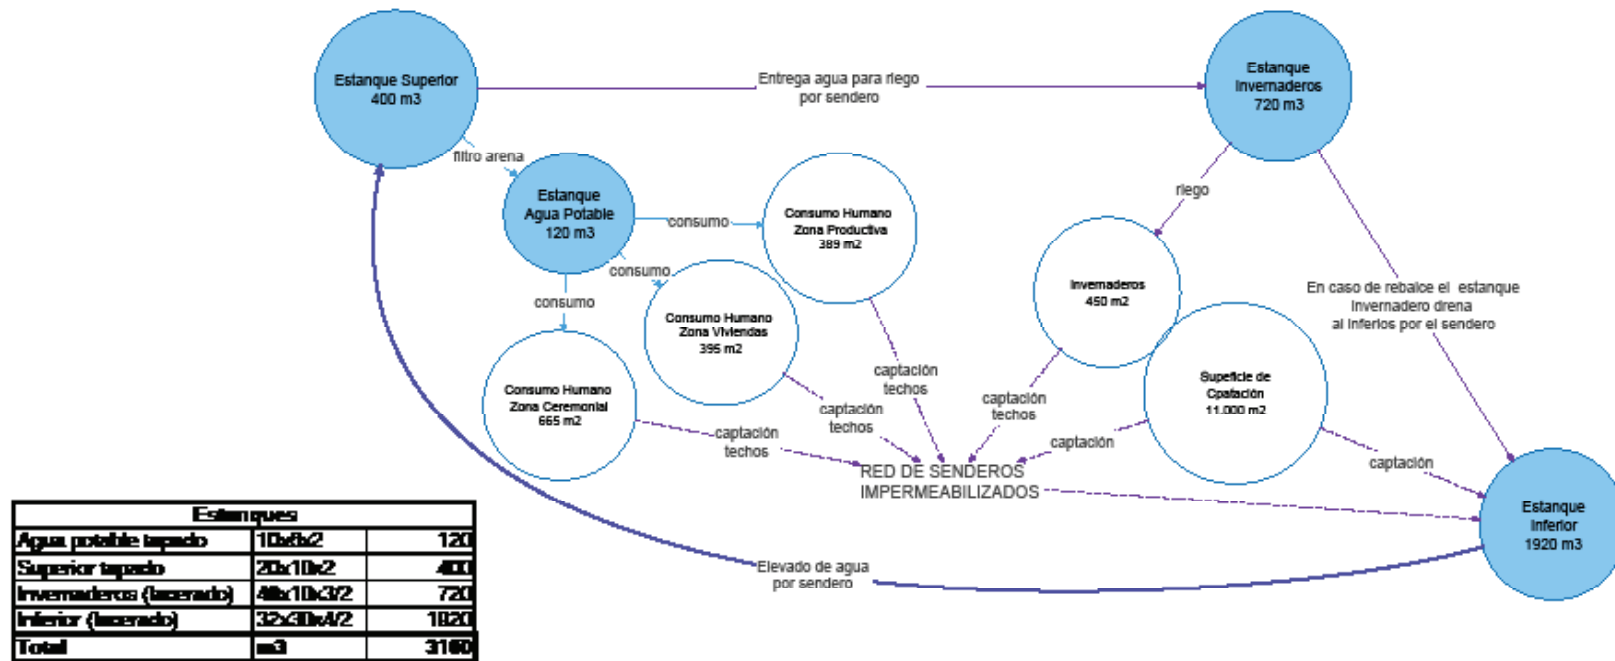 Estanque Superior
400 m3
Entrega agua para riego
por sendero
Estanque
Invernaderos
720 m3
filtro arena
Estanque
Agua Potable
120 m3
consumo
Consumo Humano
Zona Productiva
389 m2
riego
consumo
consumo
Consumo Humano
Zona Viviendas
395 m2
Invernaderos
450 m2
En caso de rebalce el estanque
Invernadero drena
al inferios por el sendero
Consumo Humano
Zona Ceremonial
665 m2
captación
techos
captación
techos
captación
techos
captación
techos
Supeficie de
Cpatación
11.000 m2
captación
captación
RED DE SENDEROS
IMPERMEABILIZADOS
Estanque
Inferior
1920 m3
Elevado de agua
por sendero
Estanques
Agua potable tapado 10x6x2 120
Superior tapado 20x10x2 400
Invernaderos (lacerado) 48x10x3/2 720
Inferior (lacerado) 32x30x4/2 1920
Total m3 3160